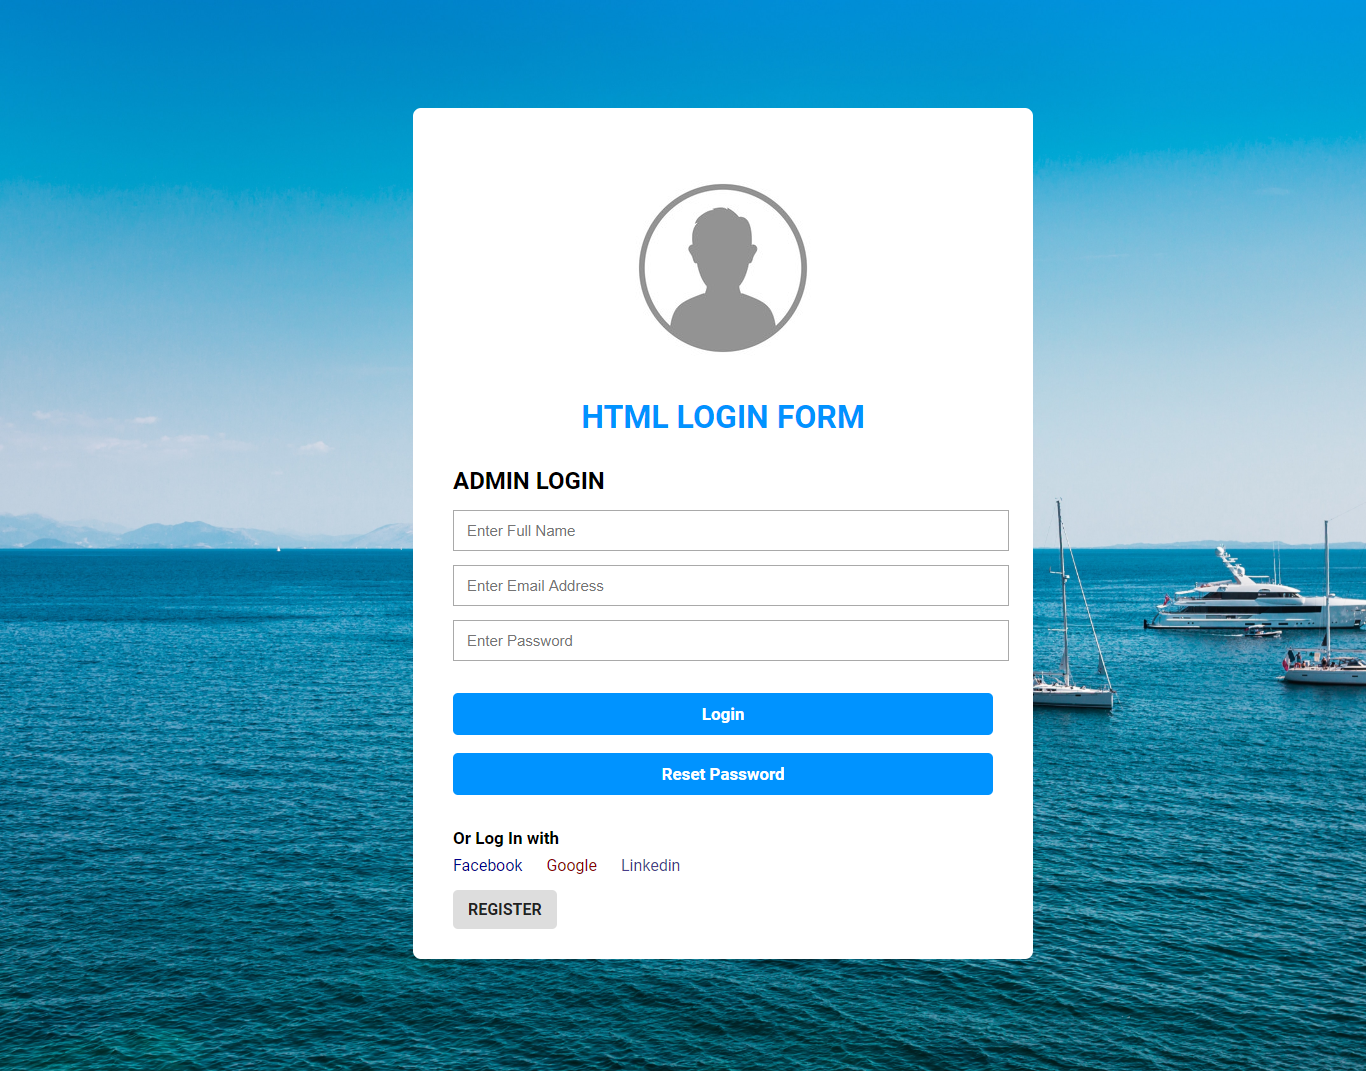 HTML LOGIN FORM
ADMIN LOGIN
Enter Full Name
Enter Email Address
Enter Password
Login
Reset Password
Or Log In with
Facebook Google Linkedin
REGISTER